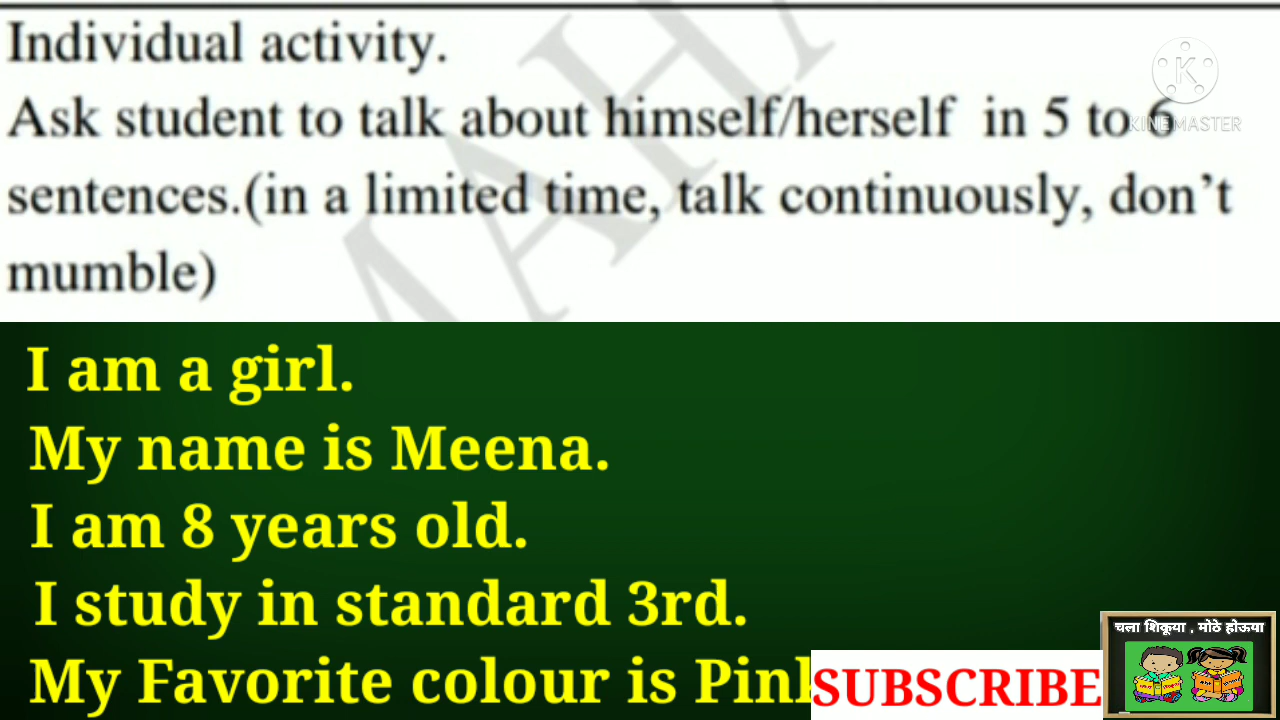 Individual activity.
Ask student to talk about himself/herself in 5 to 6
sentences.(in a limited time, talk continuously, don't
mumble)
MAHA
K
KINEMASTER
I am a girl.
My name is Meena.
I am 8 years old.
I study in standard 3rd.
My Favorite colour is Pink
SUBSCRIBE
चला शिकूया . मोठे होऊया